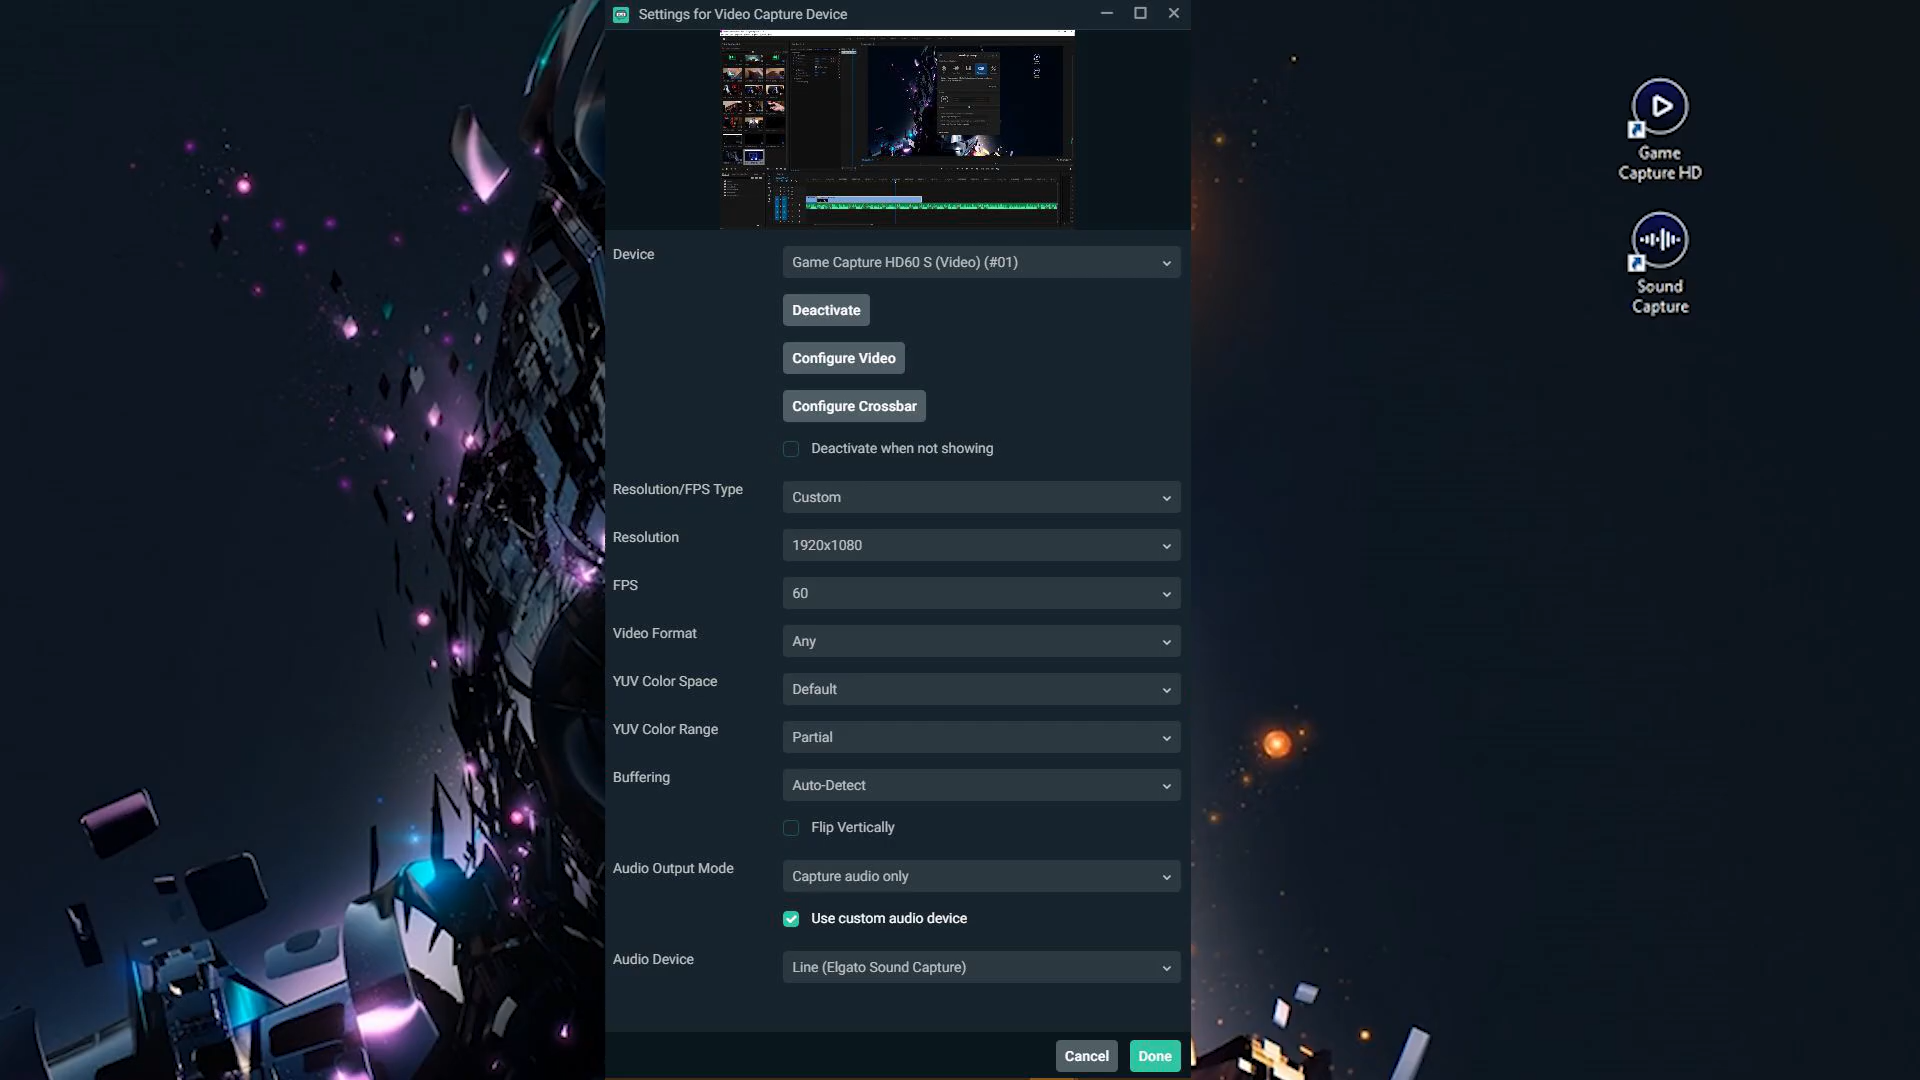 Settings for Video Capture Device
Device
Game Capture HD60 S (Video) (#01)
Deactivate
Configure Video
Configure Crossbar
Deactivate when not showing
Resolution/FPS Type
Custom
Resolution
1920x1080
FPS
60
Video Format
Any
YUV Color Space
Default
YUV Color Range
Partial
Buffering
Auto-Detect
Flip Vertically
Audio Output Mode
Capture audio only
Use custom audio device
Audio Device
Line (Elgato Sound Capture)
Cancel
Done
Game
Capture HD
Sound
Capture